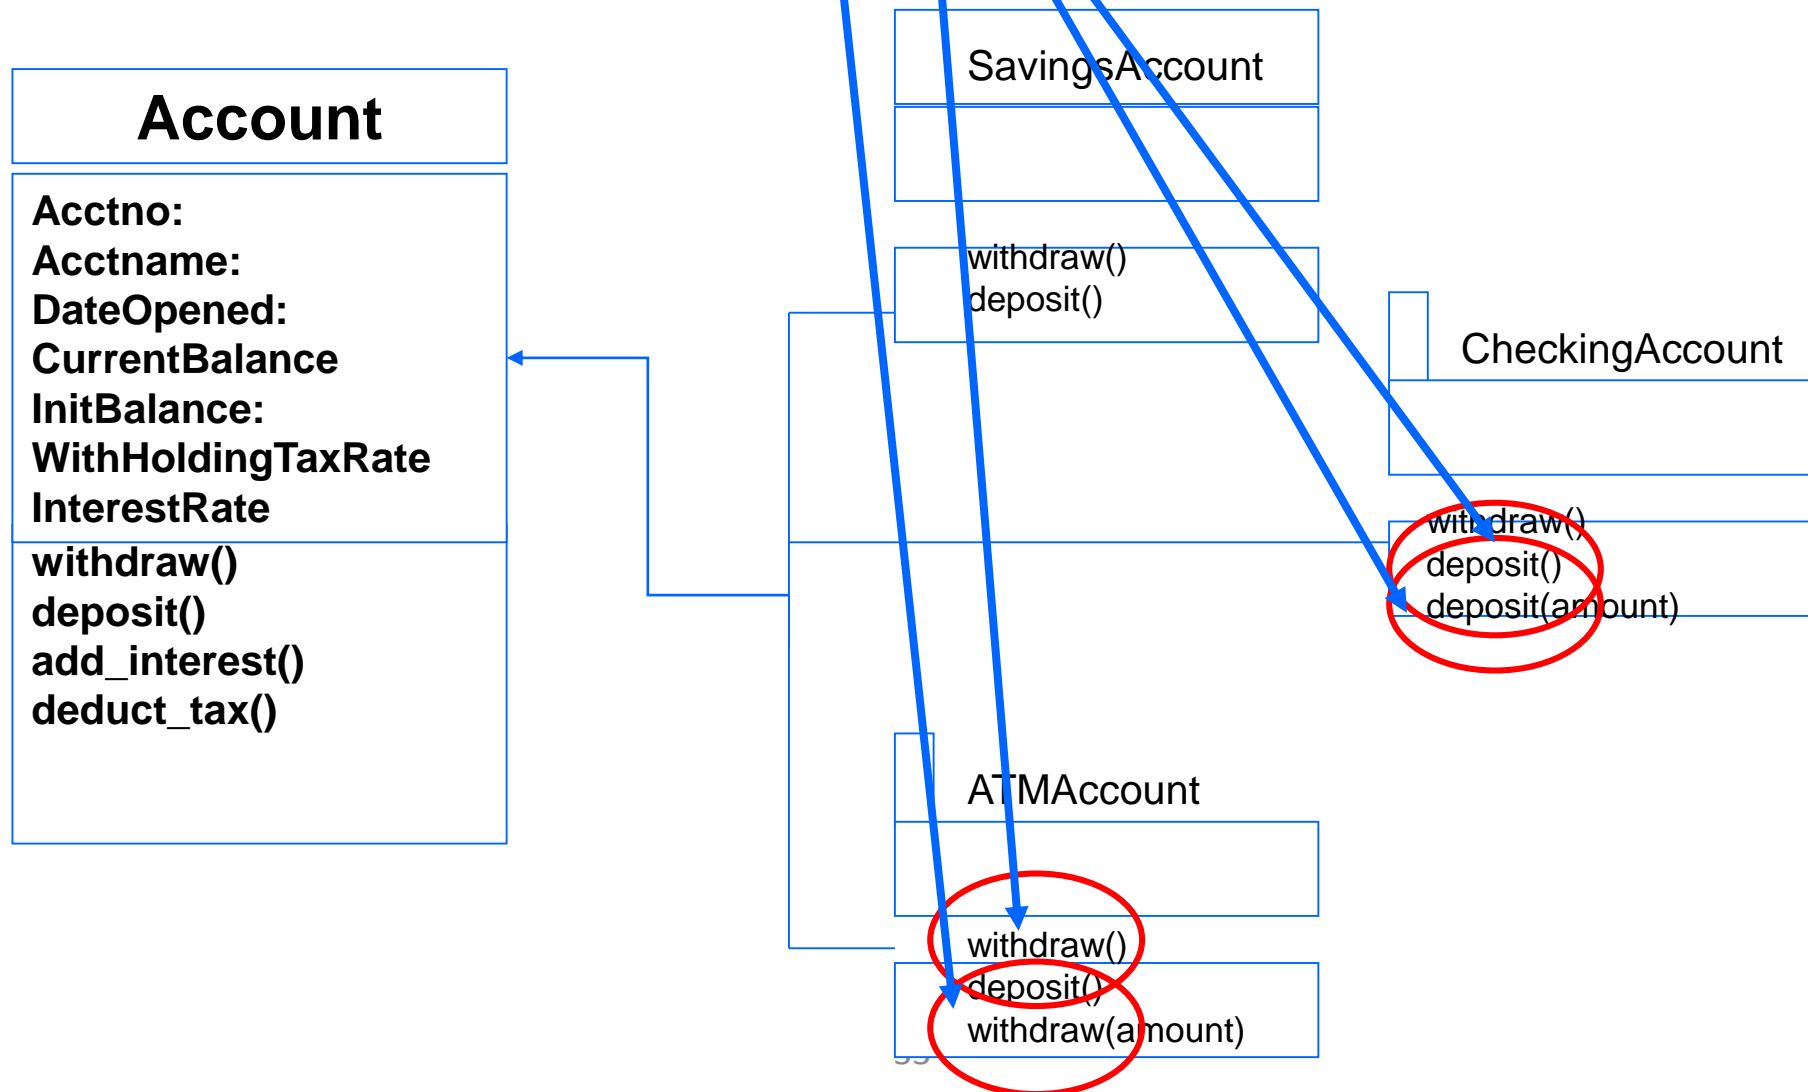 Account
Acctno:
Acctname:
DateOpened:
CurrentBalance
InitBalance:
WithHoldingTaxRate
InterestRate
withdraw()
deposit()
add_interest()
deduct_tax()
SavingsAccount
withdraw()
deposit()
CheckingAccount
withdraw()
deposit()
deposit(amount)
ATMAccount
withdraw()
deposit()
withdraw(amount)